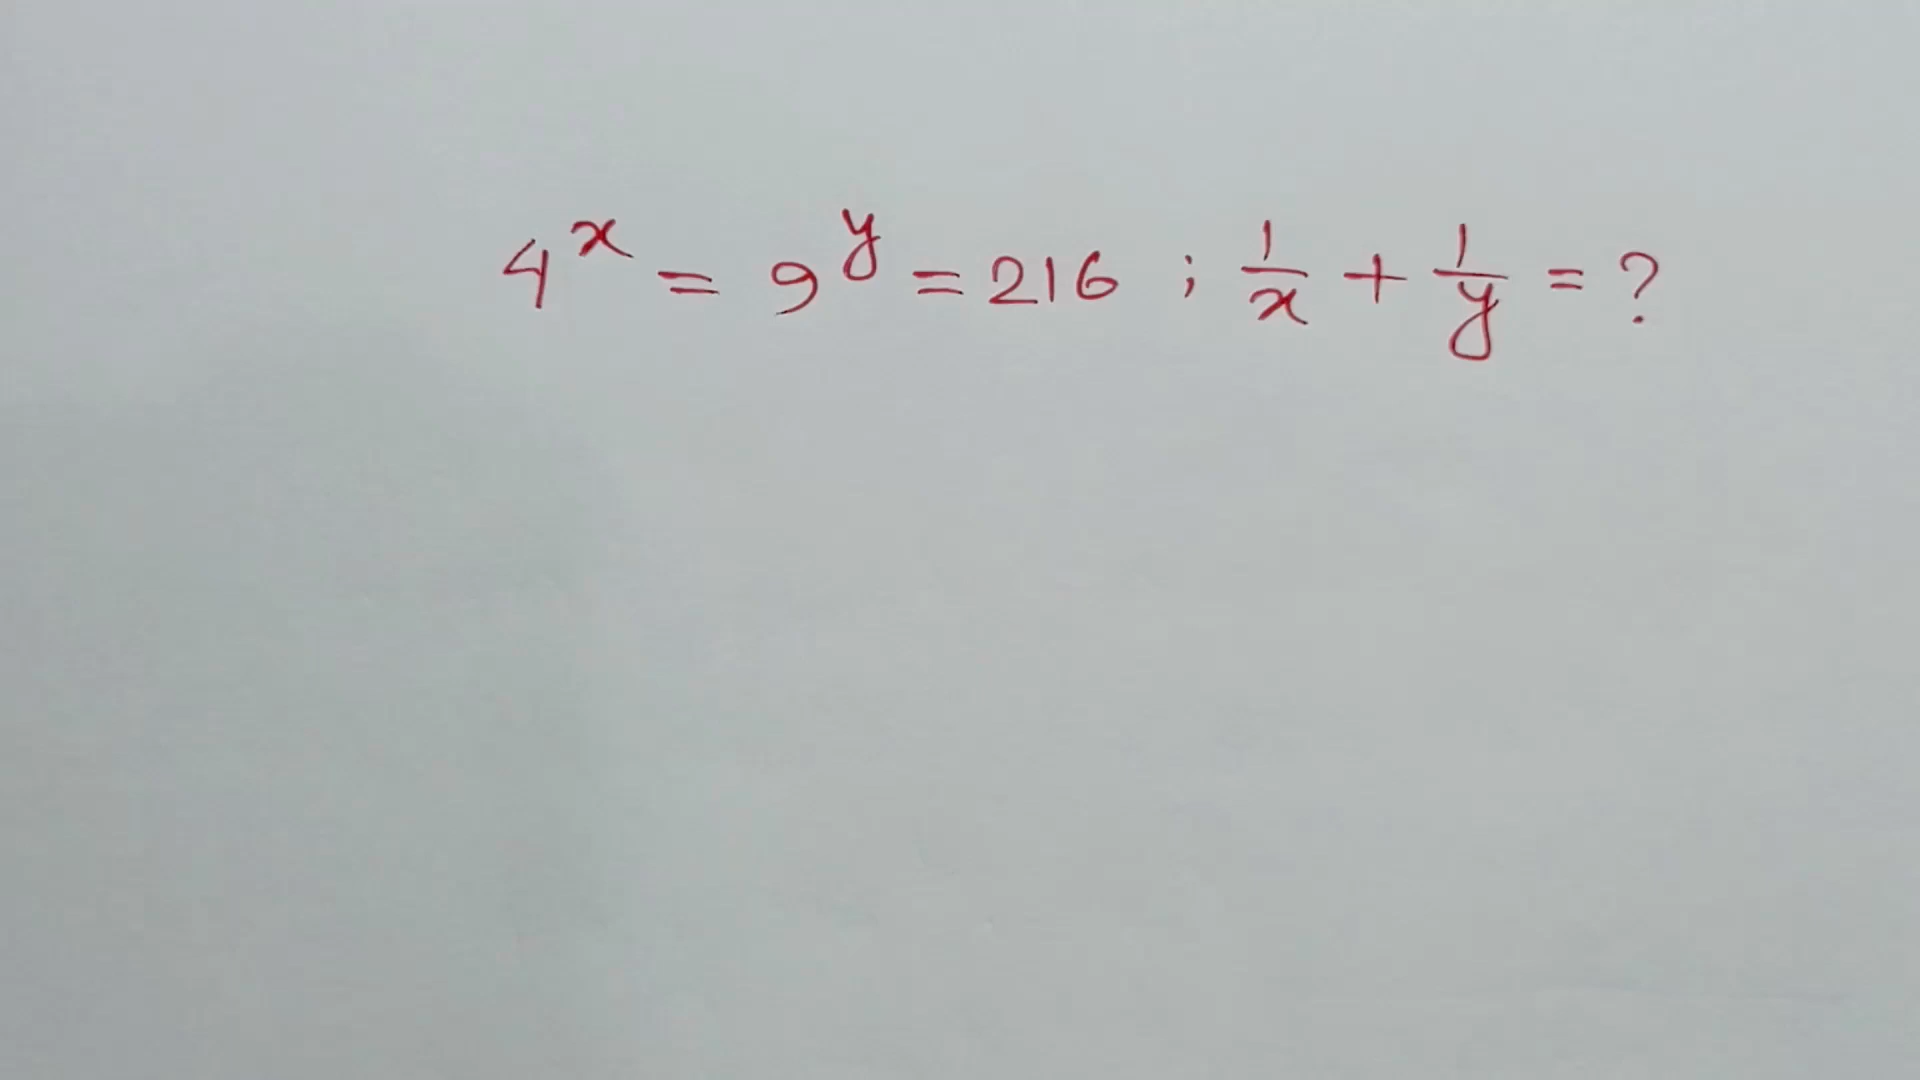 4^x = 9^y = 216 ; 1/x + 1/y = ?